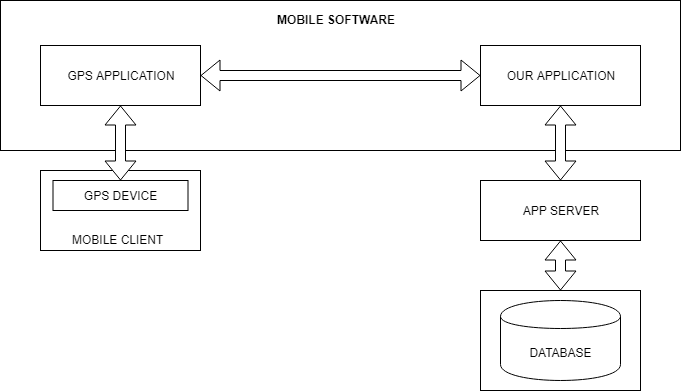 MOBILE SOFTWARE
GPS APPLICATION
OUR APPLICATION
GPS DEVICE
MOBILE CLIENT
APP SERVER
DATABASE